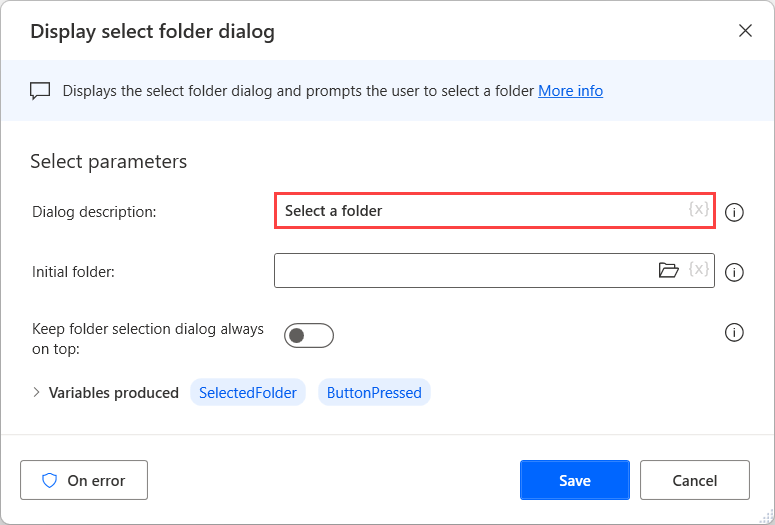 Display select folder dialog
Displays the select folder dialog and prompts the user to select a folder More info
Select parameters
Dialog description:
Select a folder {x}
Initial folder:
{x}
Keep folder selection dialog always
on top:
Variables produced SelectedFolder ButtonPressed
On error Save Cancel